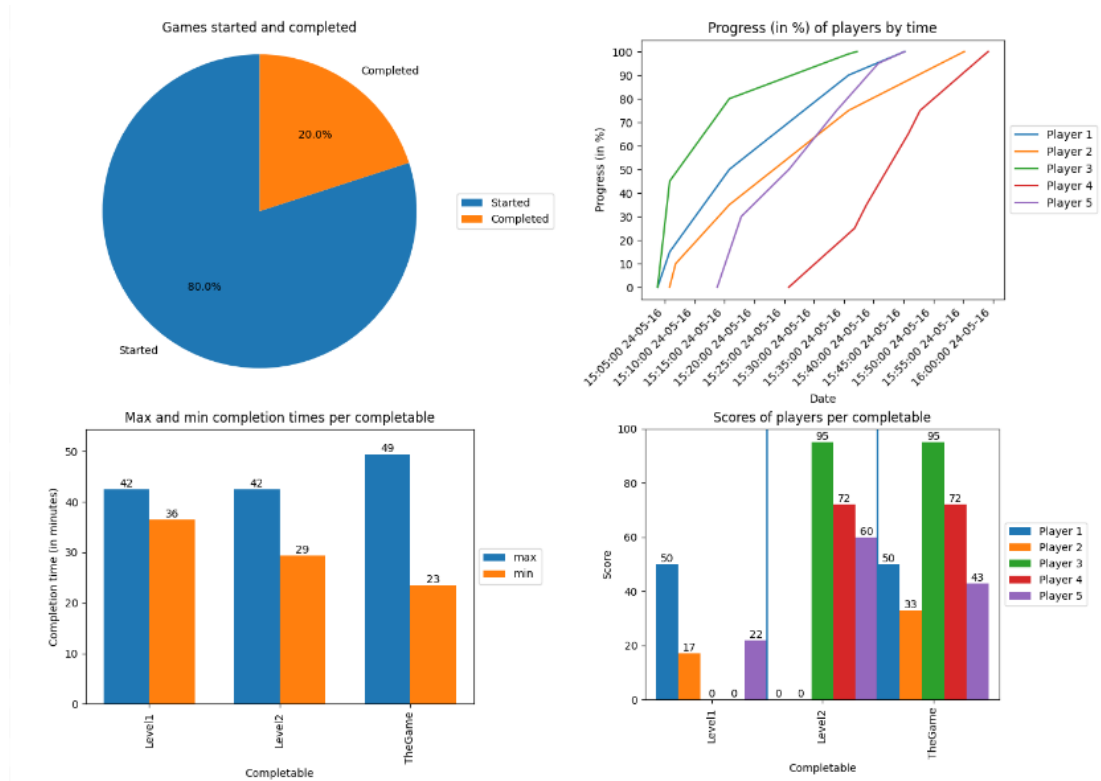 Games started and completed
Completed
20.0%
80.0%
Started
Started
Completed
Progress (in %) of players by time
100
90
80
70
60
50
40
30
20
10
0
Progress (in %)
15:05:00 24-05-16
15:10:00 24-05-16
15:15:00 24-05-16
15:20:00 24-05-16
15:25:00 24-05-16
15:30:00 24-05-16
15:35:00 24-05-16
15:40:00 24-05-16
15:45:00 24-05-16
15:50:00 24-05-16
15:55:00 24-05-16
16:00:00 24-05-16
Date
Player 1
Player 2
Player 3
Player 4
Player 5
Max and min completion times per completable
50
40
30
20
10
0
Completion time (in minutes)
42
36
42
29
49
23
Level1
Level2
TheGame
Completable
max
min
Scores of players per completable
100
80
60
40
20
0
Score
50
17
0
0
22
0
0
95
72
60
50
33
95
72
43
Level1
Level2
TheGame
Completable
Player 1
Player 2
Player 3
Player 4
Player 5